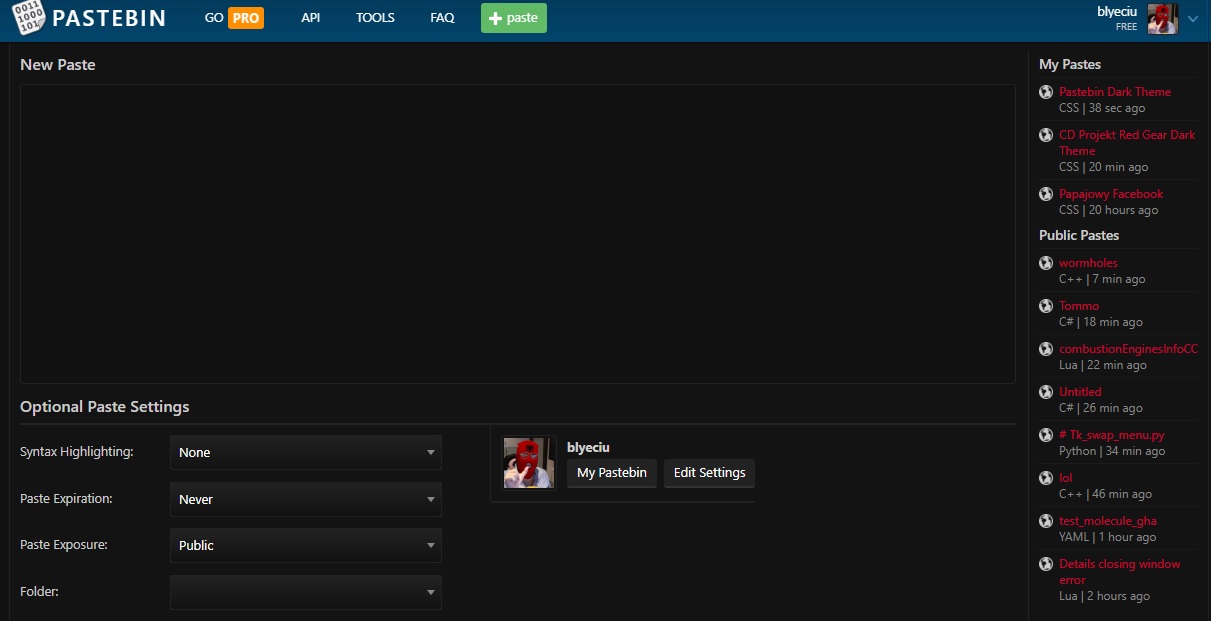 0011
1000
101
PASTEBIN
GO PRO
API
TOOLS
FAQ
+ paste
blyeciu
FREE
New Paste
Optional Paste Settings
Syntax Highlighting:
None
Paste Expiration:
Never
Paste Exposure:
Public
Folder:
blyeciu
My Pastebin
Edit Settings
My Pastes
Pastebin Dark Theme
CSS | 38 sec ago
CD Projekt Red Gear Dark
Theme
CSS | 20 min ago
Papajowy Facebook
CSS | 20 hours ago
Public Pastes
wormholes
C++ | 7 min ago
Tommo
C# | 18 min ago
combustionEnginesInfoCC
Lua | 22 min ago
Untitled
C# | 26 min ago
# Tk_swap_menu.py
Python | 34 min ago
lol
C++ | 46 min ago
test_molecule_gha
YAML | 1 hour ago
Details closing window
error
Lua | 2 hours ago